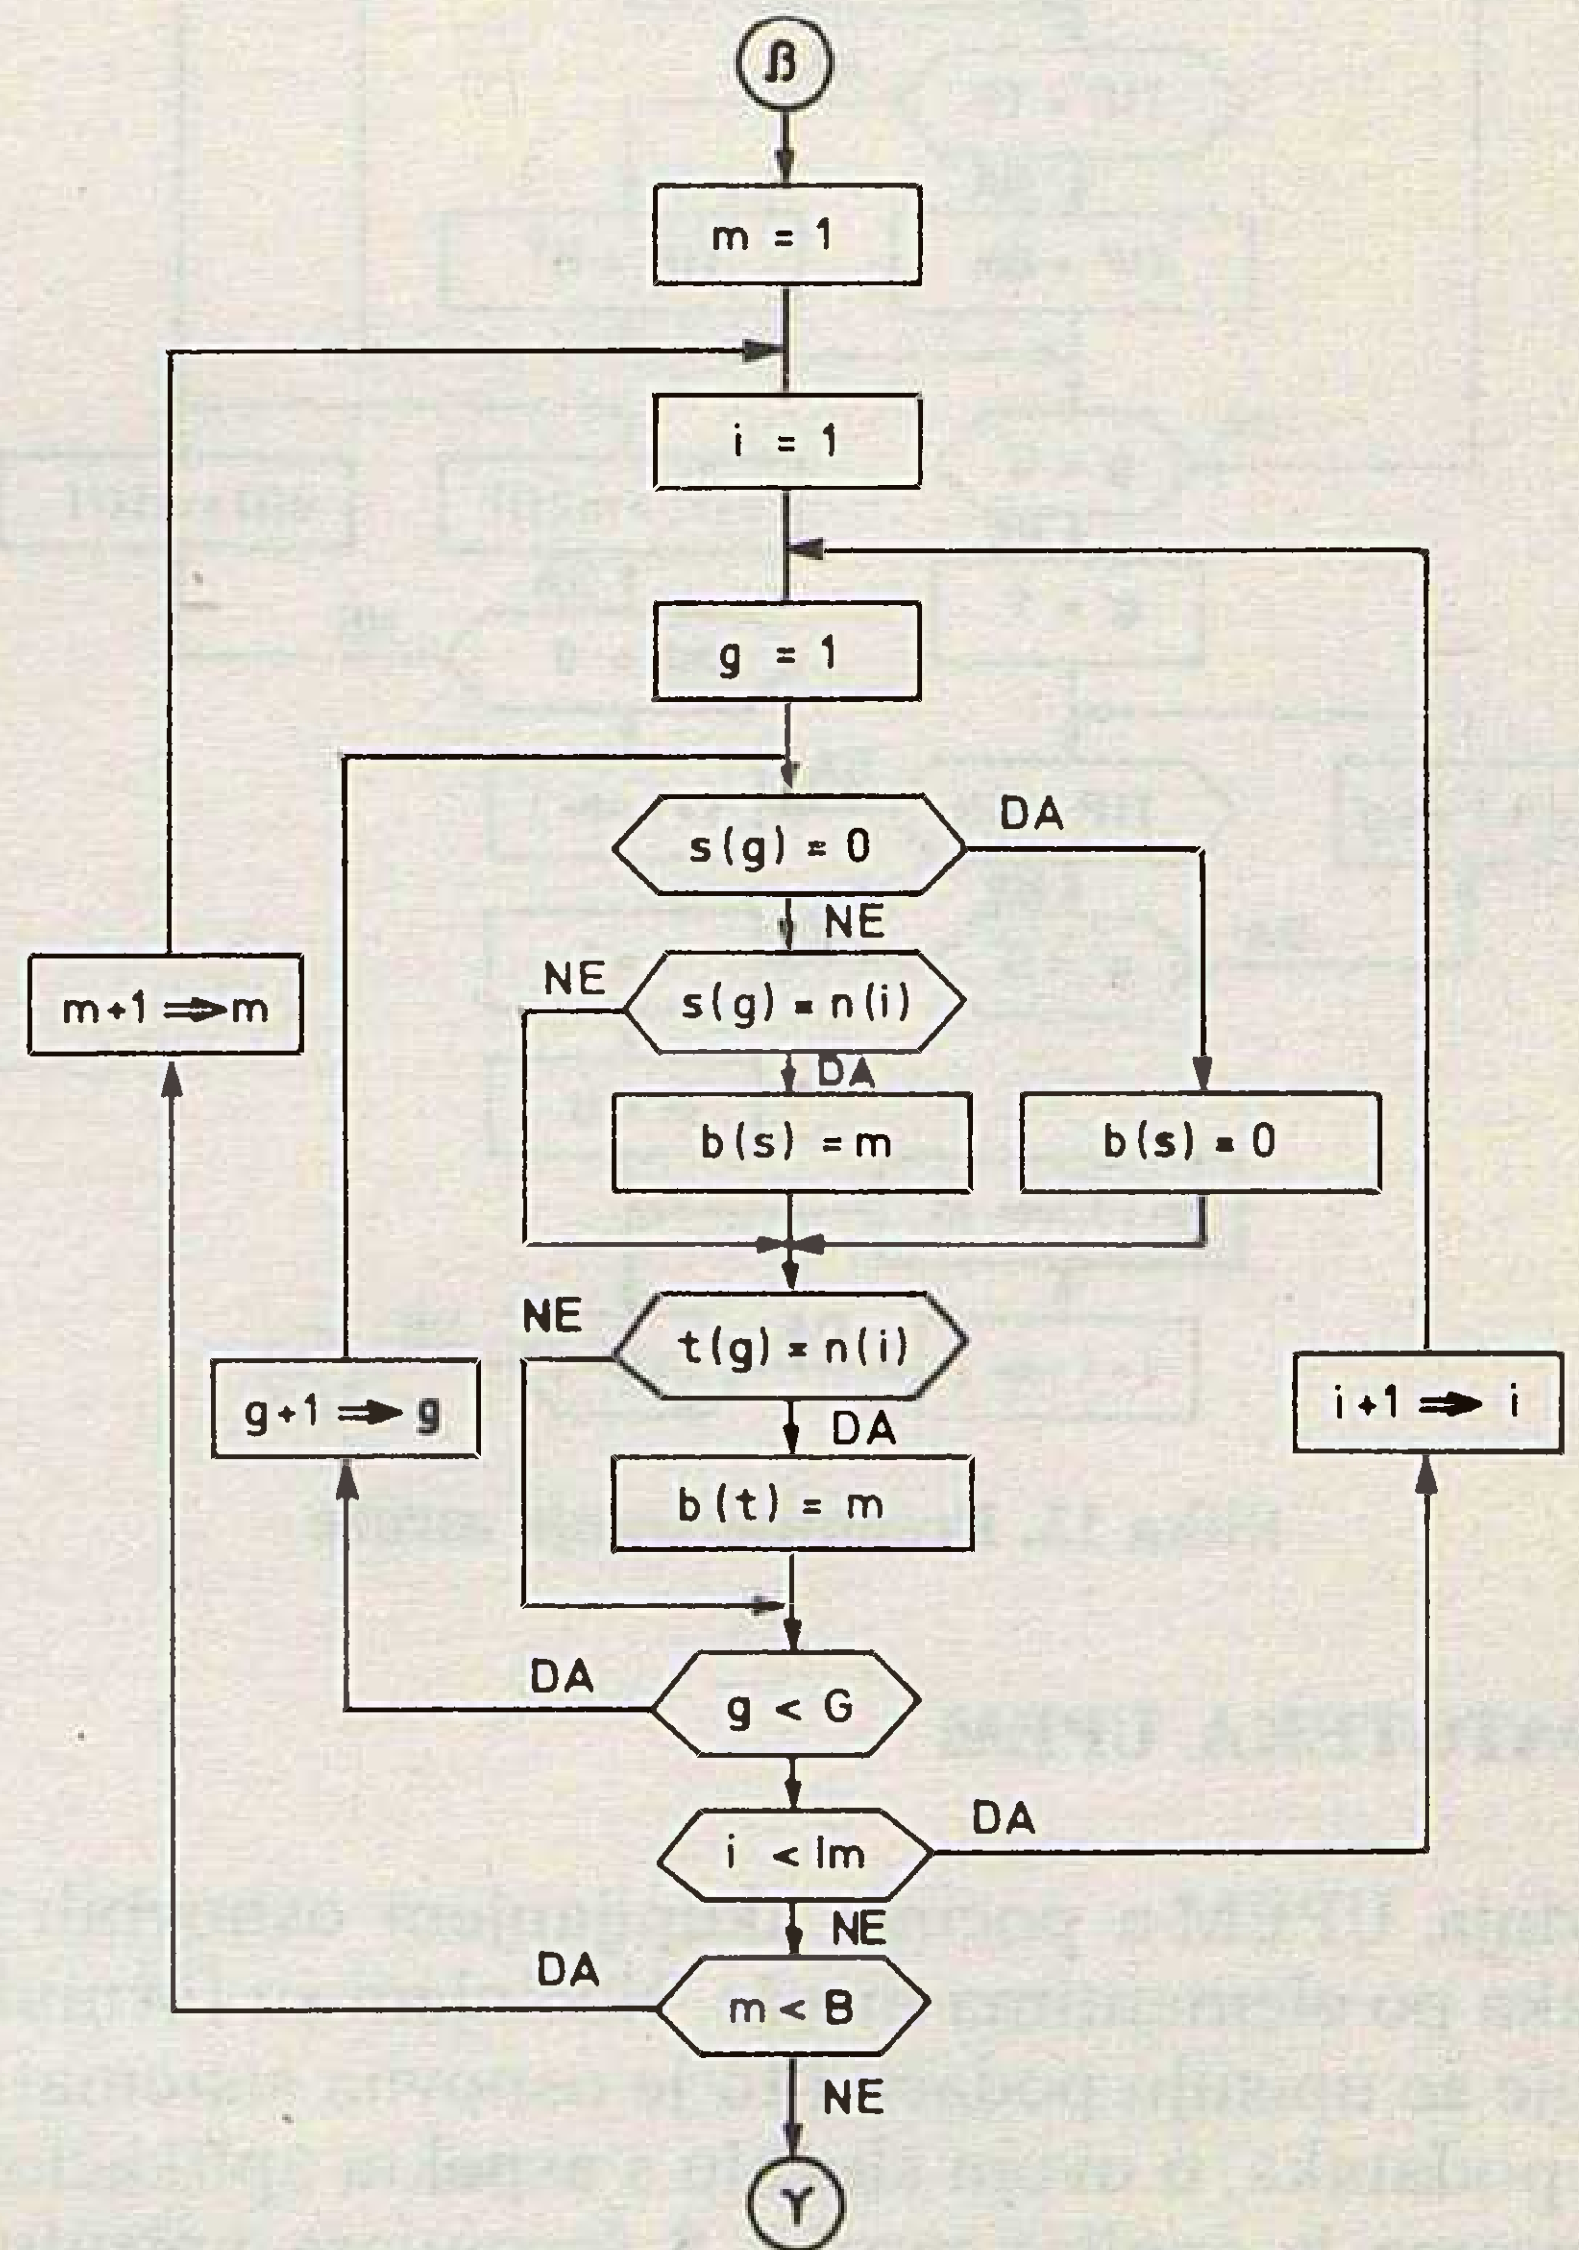 β
m = 1
i = 1
g = 1
s(g) = 0
DA
NE
s(g) = n(i)
NE
DA
m+1 ⇒ m
b(s) = m
b(s) = 0
t(g) = n(i)
NE
DA
g+1 ⇒ g
i+1 ⇒ i
b(t) = m
g < G
DA
i < Im
DA
NE
m < B
DA
NE
γ